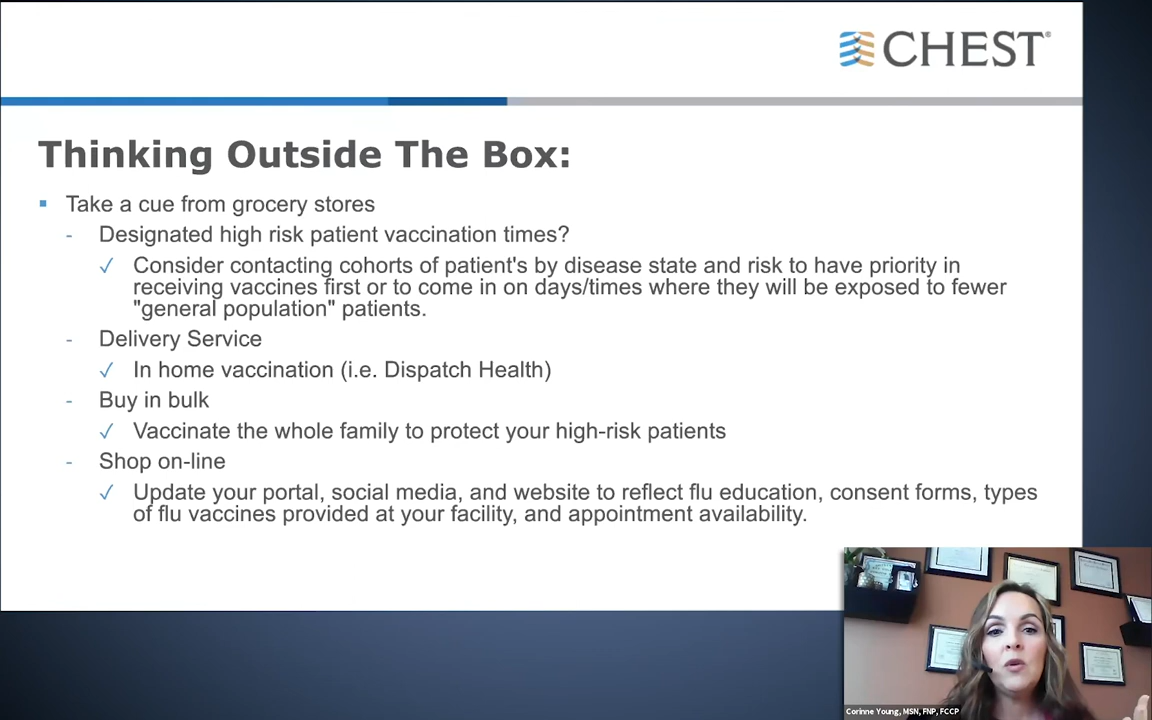 CHEST®
Thinking Outside The Box:
▪ Take a cue from grocery stores
- Designated high risk patient vaccination times?
✓ Consider contacting cohorts of patient's by disease state and risk to have priority in
receiving vaccines first or to come in on days/times where they will be exposed to fewer
"general population" patients.
- Delivery Service
✓ In home vaccination (i.e. Dispatch Health)
- Buy in bulk
✓ Vaccinate the whole family to protect your high-risk patients
- Shop on-line
✓ Update your portal, social media, and website to reflect flu education, consent forms, types
of flu vaccines provided at your facility, and appointment availability.
Corinne Young, MSN, FNP, FCCP